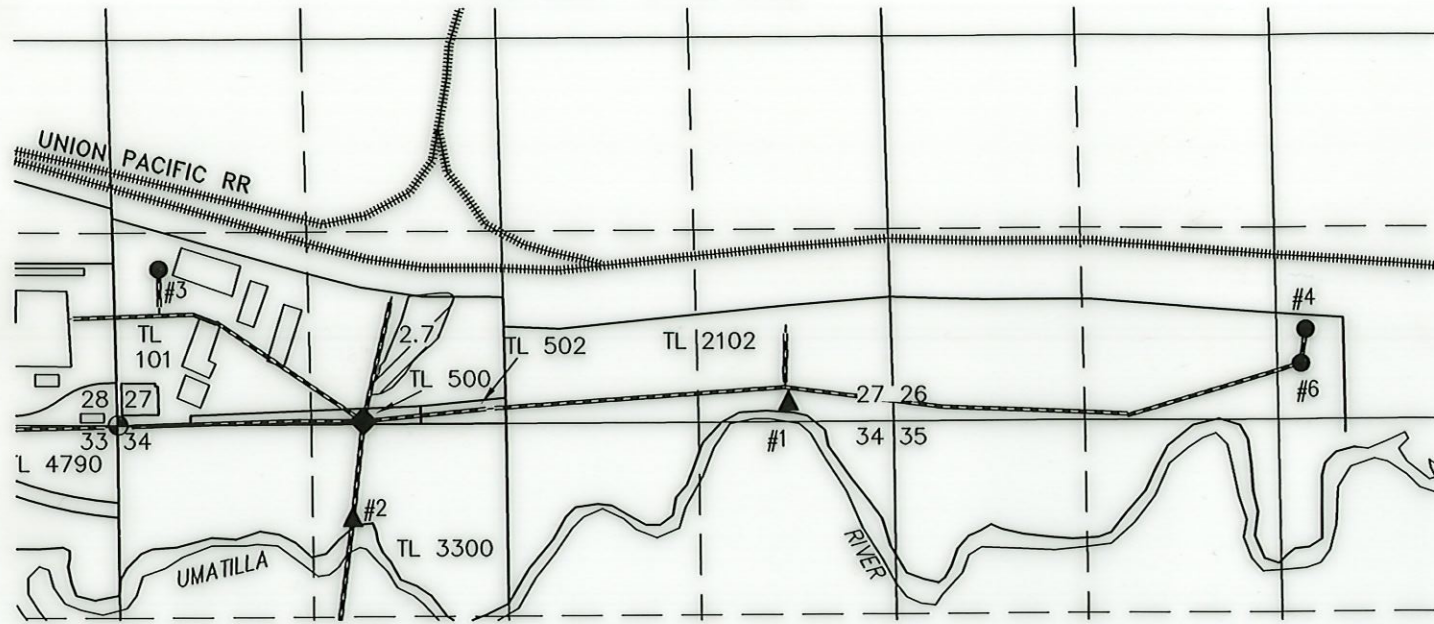 UNION PACIFIC RR
#3
#4
2.7
TL 502
TL 2102
TL
101
#6
TL 500
28 27
27 26
33 34
#1
34 35
L 4790
#2
TL 3300
RIVER
UMATILLA